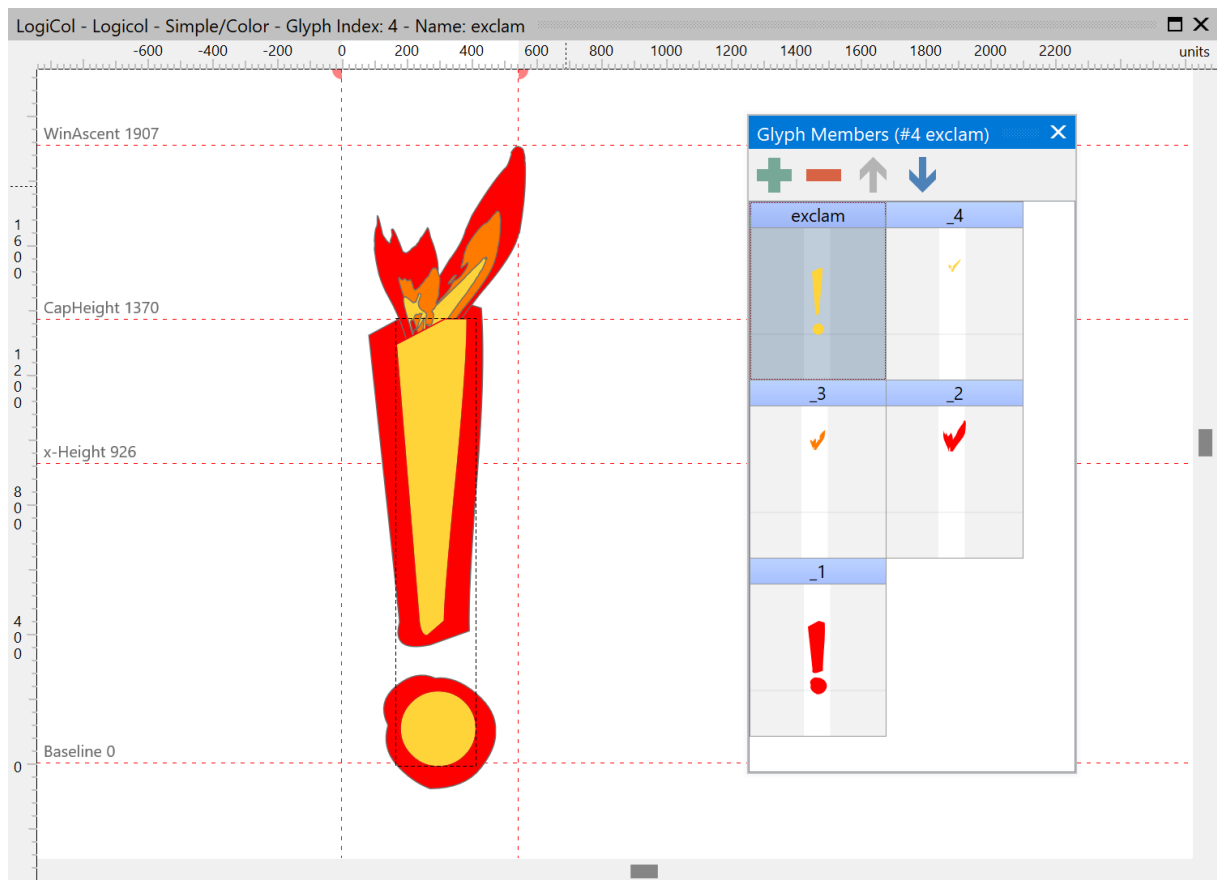 LogiCol - Logicol - Simple/Color - Glyph Index: 4 - Name: exclam
-600 -400 -200 0 200 400 600 800 1000 1200 1400 1600 1800 2000 2200 units
WinAscent 1907
Glyph Members (#4 exclam)
exclam _4
1600
CapHeight 1370
1200
_3 _2
x-Height 926
800
_1
400
Baseline 0
0